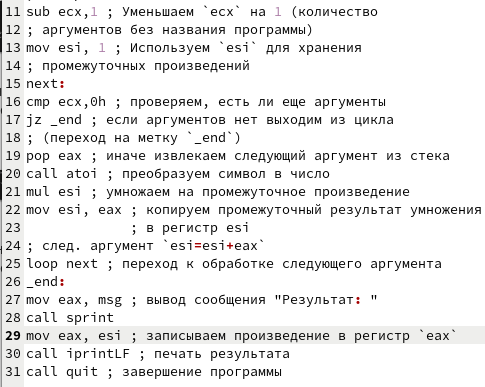 11 sub ecx,1 ; Уменьшаем `ecx` на 1 (количество
12 ; аргументов без названия программы)
13 mov esi, 1 ; Используем `esi` для хранения
14 ; промежуточных произведений
15 next:
16 cmp ecx,0h ; проверяем, есть ли еще аргументы
17 jz _end ; если аргументов нет выходим из цикла
18 ; (переход на метку `_end`)
19 pop eax ; иначе извлекаем следующий аргумент из стека
20 call atoi ; преобразуем символ в число
21 mul esi ; умножаем на промежуточное произведение
22 mov esi, eax ; копируем промежуточный результат умножения
23 ; в регистр esi
24 ; след. аргумент `esi=esi+eax`
25 loop next ; переход к обработке следующего аргумента
26 _end:
27 mov eax, msg ; вывод сообщения "Результат: "
28 call sprint
29 mov eax, esi ; записываем произведение в регистр `eax`
30 call iprintLF ; печать результата
31 call quit ; завершение программы